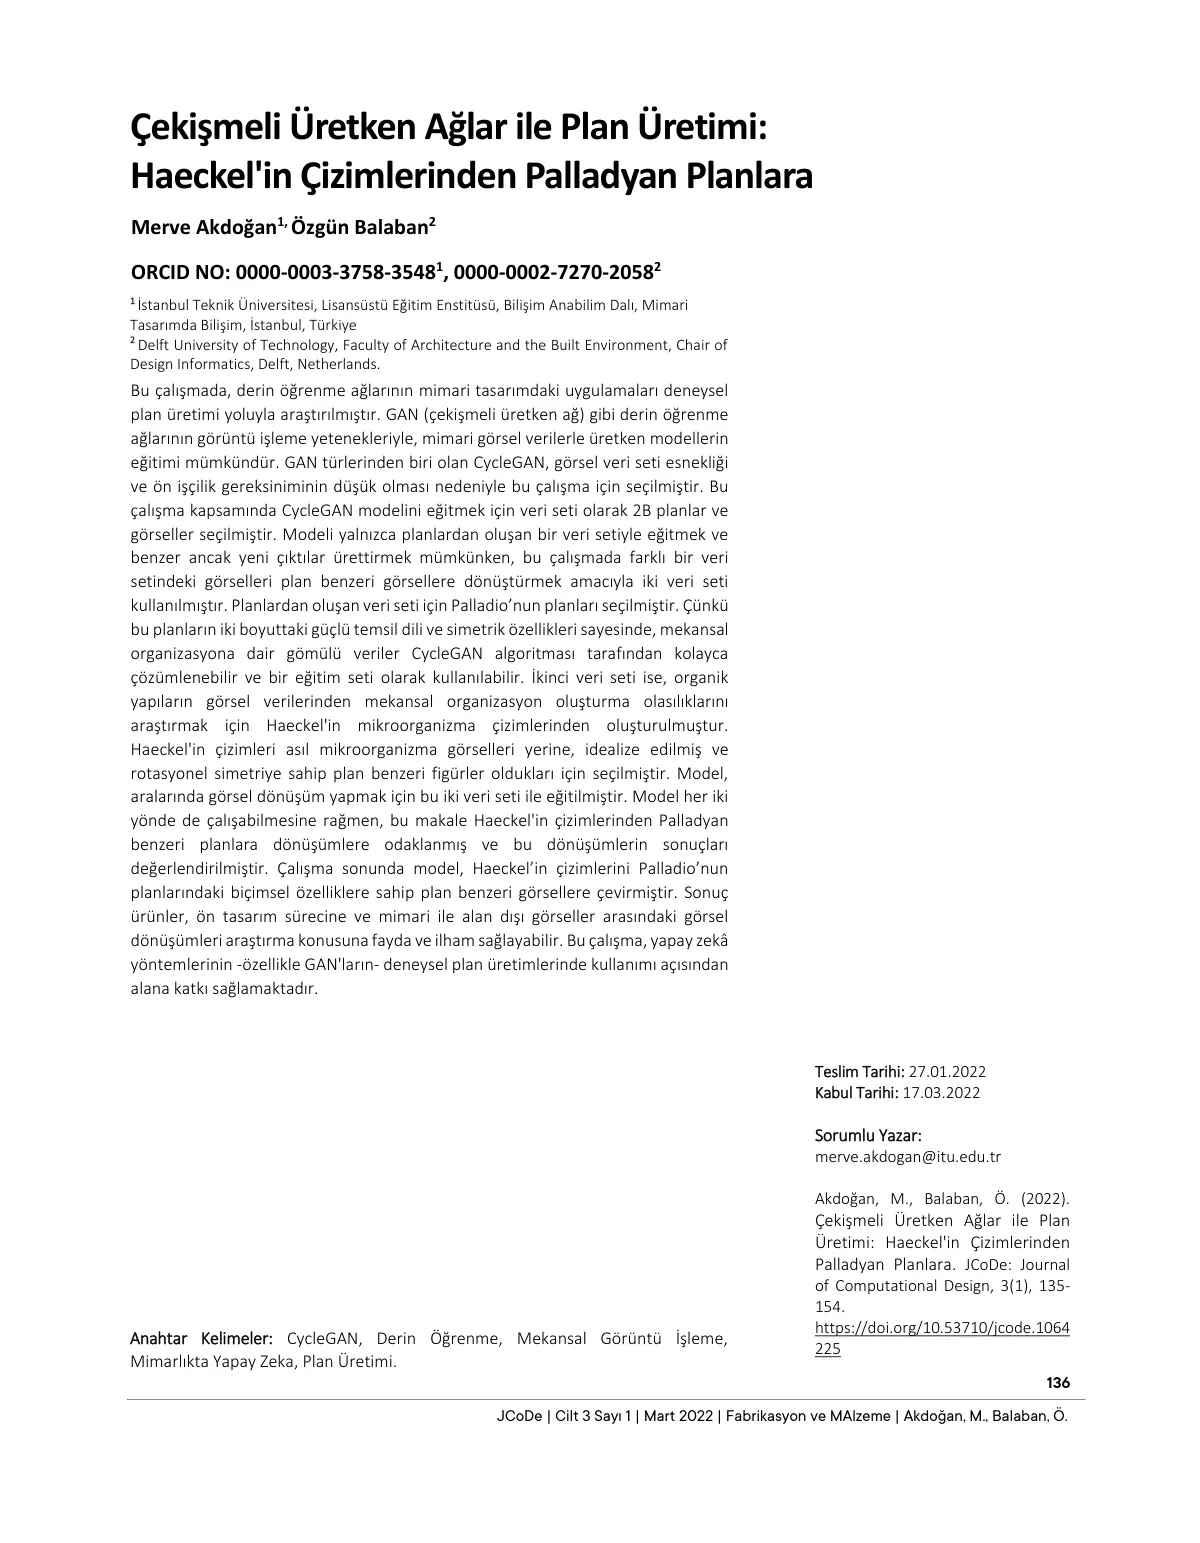 Çekişmeli Üretken Ağlar ile Plan Üretimi:
Haeckel'in Çizimlerinden Palladyan Planlara
Merve Akdoğan1, Özgün Balaban2
ORCID NO: 0000-0003-3758-35481, 0000-0002-7270-20582
1 İstanbul Teknik Üniversitesi, Lisansüstü Eğitim Enstitüsü, Bilişim Anabilim Dalı, Mimari
Tasarımda Bilişim, İstanbul, Türkiye
2 Delft University of Technology, Faculty of Architecture and the Built Environment, Chair of
Design Informatics, Delft, Netherlands.
Bu çalışmada, derin öğrenme ağlarının mimari tasarımdaki uygulamaları deneysel
plan üretimi yoluyla araştırılmıştır. GAN (çekişmeli üretken ağ) gibi derin öğrenme
ağlarının görüntü işleme yetenekleriyle, mimari görsel verilerle üretken modellerin
eğitimi mümkündür. GAN türlerinden biri olan CycleGAN, görsel veri seti esnekliği
ve ön işçilik gereksiniminin düşük olması nedeniyle bu çalışma için seçilmiştir. Bu
çalışma kapsamında CycleGAN modelini eğitmek için veri seti olarak 2B planlar ve
görseller seçilmiştir. Modeli yalnızca planlardan oluşan bir veri setiyle eğitmek ve
benzer ancak yeni çıktılar ürettirmek mümkünken, bu çalışmada farklı bir veri
setindeki görselleri plan benzeri görsellere dönüştürmek amacıyla iki veri seti
kullanılmıştır. Planlardan oluşan veri seti için Palladio’nun planları seçilmiştir. Çünkü
bu planların iki boyuttaki güçlü temsil dili ve simetrik özellikleri sayesinde, mekansal
organizasyona dair gömülü veriler CycleGAN algoritması tarafından kolayca
çözümlenebilir ve bir eğitim seti olarak kullanılabilir. İkinci veri seti ise, organik
yapıların görsel verilerinden mekansal organizasyon oluşturma olasılıklarını
araştırmak için Haeckel'in mikroorganizma çizimlerinden oluşturulmuştur.
Haeckel'in çizimleri asıl mikroorganizma görselleri yerine, idealize edilmiş ve
rotasyonel simetriye sahip plan benzeri figürler oldukları için seçilmiştir. Model,
aralarında görsel dönüşüm yapmak için bu iki veri seti ile eğitilmiştir. Model her iki
yönde de çalışabilmesine rağmen, bu makale Haeckel'in çizimlerinden Palladyan
benzeri planlara dönüşümlere odaklanmış ve bu dönüşümlerin sonuçları
değerlendirilmiştir. Çalışma sonunda model, Haeckel’in çizimlerini Palladio’nun
planlarındaki biçimsel özelliklere sahip plan benzeri görsellere çevirmiştir. Sonuç
ürünler, ön tasarım sürecine ve mimari ile alan dışı görseller arasındaki görsel
dönüşümleri araştırma konusuna fayda ve ilham sağlayabilir. Bu çalışma, yapay zekâ
yöntemlerinin -özellikle GAN'ların- deneysel plan üretimlerinde kullanımı açısından
alana katkı sağlamaktadır.
Teslim Tarihi: 27.01.2022
Kabul Tarihi: 17.03.2022
Sorumlu Yazar:
merve.akdogan@itu.edu.tr
Akdoğan, M., Balaban, Ö. (2022).
Çekişmeli Üretken Ağlar ile Plan
Üretimi: Haeckel'in Çizimlerinden
Palladyan Planlara. JCoDe: Journal
of Computational Design, 3(1), 135-
154.
https://doi.org/10.53710/jcode.1064
225
Anahtar Kelimeler: CycleGAN, Derin Öğrenme, Mekansal Görüntü İşleme,
Mimarlıkta Yapay Zeka, Plan Üretimi.
136
JCoDe | Cilt 3 Sayı 1 | Mart 2022 | Fabrikasyon ve MAlzeme | Akdoğan, M., Balaban, Ö.